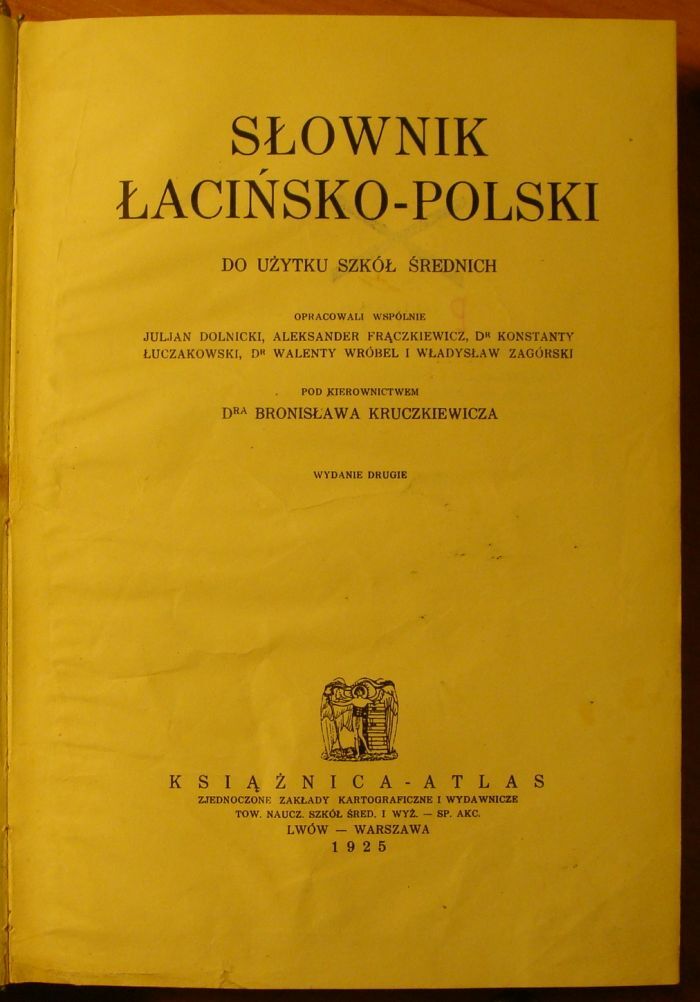 SŁOWNIK
ŁACIŃSKO-POLSKI
DO UŻYTKU SZKÓŁ ŚREDNICH
OPRACOWALI WSPÓLNIE
JULJAN DOLNICKI, ALEKSANDER FRĄCZKIEWICZ, DR KONSTANTY
ŁUCZAKOWSKI, DR WALENTY WRÓBEL I WŁADYSŁAW ZAGÓRSKI
POD KIEROWNICTWEM
DRA BRONISŁAWA KRUCZKIEWICZA
WYDANIE DRUGIE
KSIĄŻNICA-ATLAS
ZJEDNOCZONE ZAKŁADY KARTOGRAFICZNE I WYDAWNICZE
TOW. NAUCZ. SZKÓŁ ŚRED. I WYŻ. — SP. AKC.
LWÓW — WARSZAWA
1925